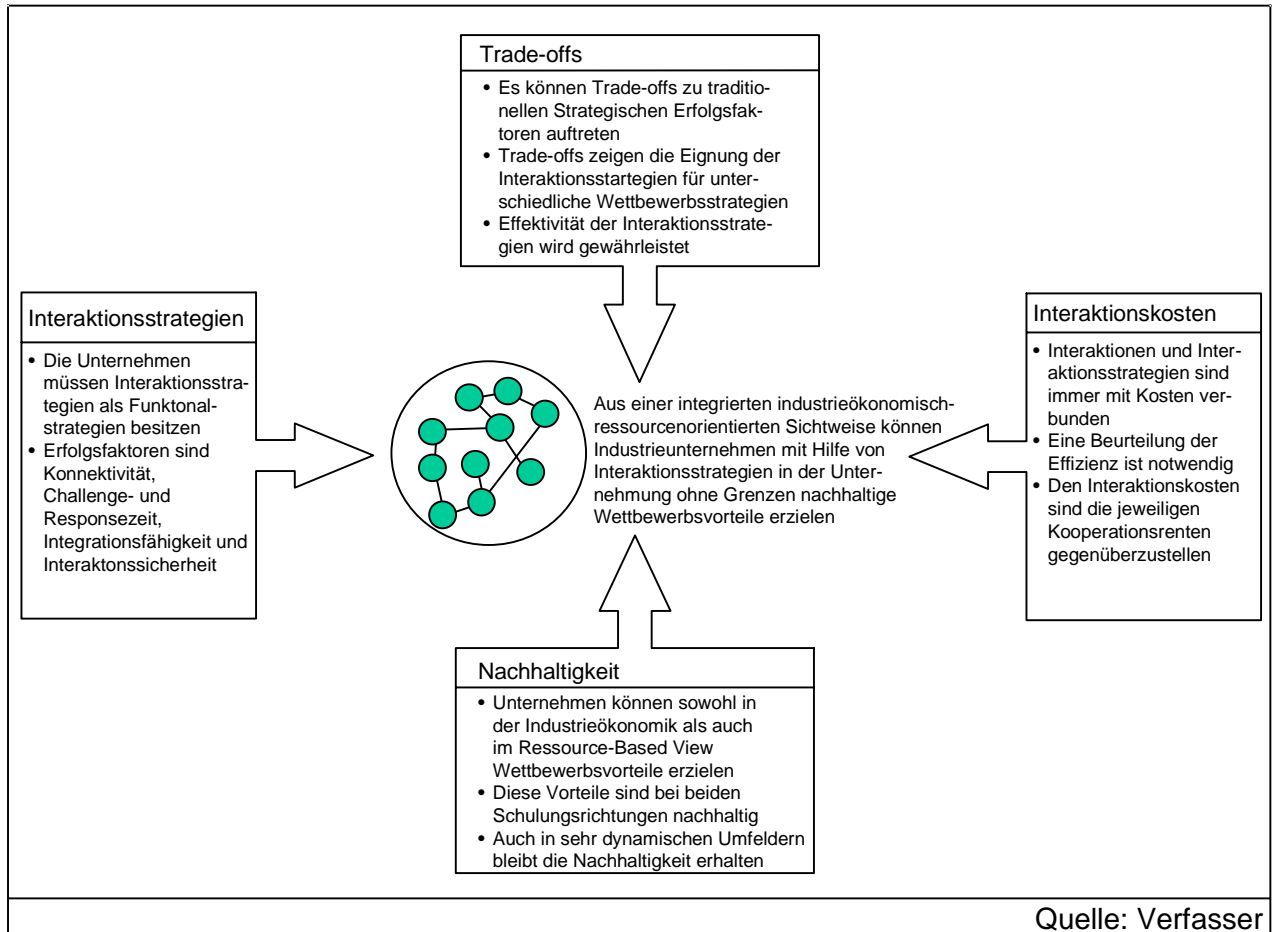 Trade-offs
• Es können Trade-offs zu traditio-
nellen Strategischen Erfolgsfak-
toren auftreten
• Trade-offs zeigen die Eignung der
Interaktionsstartegien für unter-
schiedliche Wettbewerbsstrategien
• Effektivität der Interaktionsstrate-
gien wird gewährleistet
Interaktionsstrategien
• Die Unternehmen
müssen Interaktionsstra-
tegien als Funktonal-
strategien besitzen
• Erfolgsfaktoren sind
Konnektivität,
Challenge- und
Responsezeit,
Integrationsfähigkeit und
Interaktonssicherheit
Aus einer integrierten industrieökonomisch-
ressourcenorientierten Sichtweise können
Industrieunternehmen mit Hilfe von
Interaktionsstrategien in der Unter-
nehmung ohne Grenzen nachhaltige
Wettbewerbsvorteile erzielen
Interaktionskosten
• Interaktionen und Inter-
aktionsstrategien sind
immer mit Kosten ver-
bunden
• Eine Beurteilung der
Effizienz ist notwendig
• Den Interaktionskosten
sind die jeweiligen
Kooperationsrenten
gegenüberzustellen
Nachhaltigkeit
• Unternehmen können sowohl in
der Industrieökonomik als auch
im Ressource-Based View
Wettbewerbsvorteile erzielen
• Diese Vorteile sind bei beiden
Schulungsrichtungen nachhaltig
• Auch in sehr dynamischen Umfeldern
bleibt die Nachhaltigkeit erhalten
Quelle: Verfasser